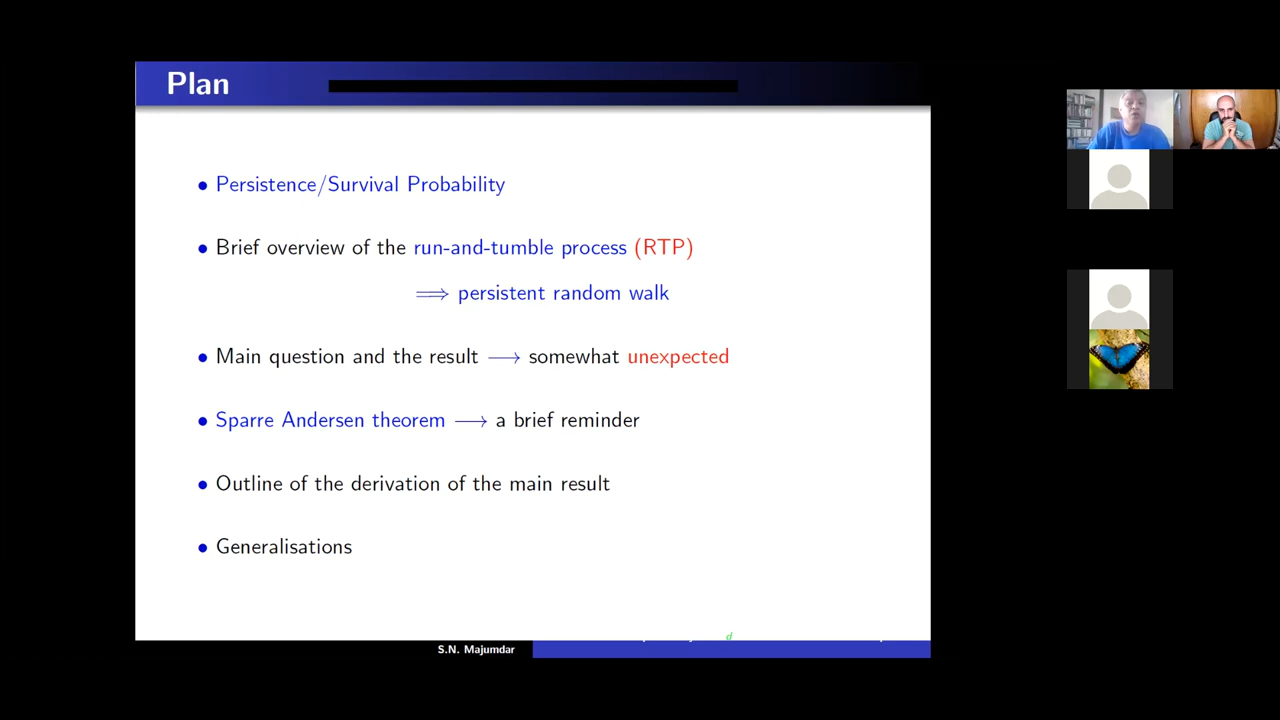 Plan
• Persistence/Survival Probability
• Brief overview of the run-and-tumble process (RTP)
⟹ persistent random walk
• Main question and the result ⟶ somewhat unexpected
• Sparre Andersen theorem ⟶ a brief reminder
• Outline of the derivation of the main result
• Generalisations
d
S.N. Majumdar